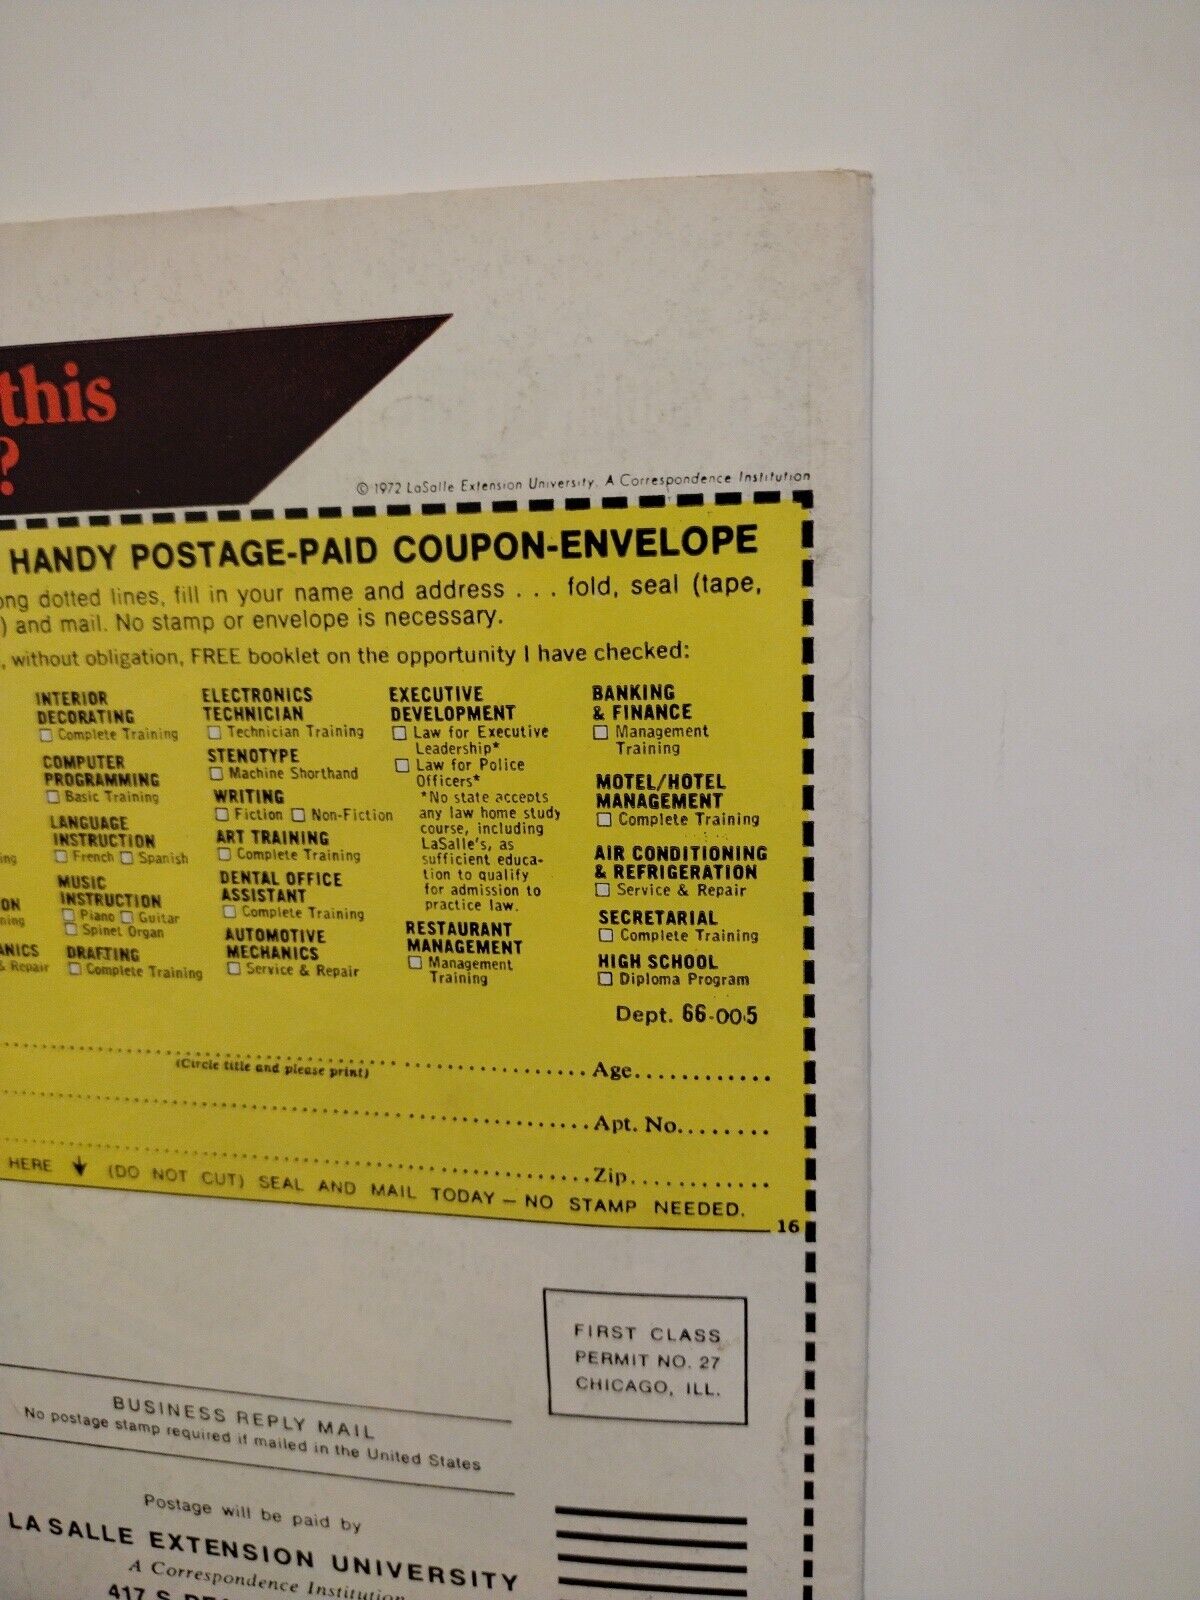 this
?
© 1972 LaSalle Extension University. A Correspondence Institution
HANDY POSTAGE-PAID COUPON-ENVELOPE
ong dotted lines, fill in your name and address . . . fold, seal (tape,
) and mail. No stamp or envelope is necessary.
, without obligation, FREE booklet on the opportunity I have checked:
ing
ON
ning
ANICS
& Repair
INTERIOR
DECORATING
☐ Complete Training
COMPUTER
PROGRAMMING
☐ Basic Training
LANGUAGE
INSTRUCTION
☐ French ☐ Spanish
MUSIC
INSTRUCTION
☐ Piano ☐ Guitar
☐ Spinet Organ
DRAFTING
☐ Complete Training
ELECTRONICS
TECHNICIAN
☐ Technician Training
STENOTYPE
☐ Machine Shorthand
WRITING
☐ Fiction ☐ Non-Fiction
ART TRAINING
☐ Complete Training
DENTAL OFFICE
ASSISTANT
☐ Complete Training
AUTOMOTIVE
MECHANICS
☐ Service & Repair
EXECUTIVE
DEVELOPMENT
☐ Law for Executive
Leadership*
☐ Law for Police
Officers*
*No state accepts
any law home study
course, including
LaSalle's, as
sufficient educa-
tion to qualify
for admission to
practice law.
RESTAURANT
MANAGEMENT
☐ Management
Training
BANKING
& FINANCE
☐ Management
Training
MOTEL/HOTEL
MANAGEMENT
☐ Complete Training
AIR CONDITIONING
& REFRIGERATION
☐ Service & Repair
SECRETARIAL
☐ Complete Training
HIGH SCHOOL
☐ Diploma Program
Dept. 66-005
(Circle title and please print)
Age............
Apt. No........
Zip............
HERE ↓ (DO NOT CUT) SEAL AND MAIL TODAY — NO STAMP NEEDED.
16
FIRST CLASS
PERMIT NO. 27
CHICAGO, ILL.
BUSINESS REPLY MAIL
No postage stamp required if mailed in the United States
Postage will be paid by
LA SALLE EXTENSION UNIVERSITY
A Correspondence Institution
417 S.